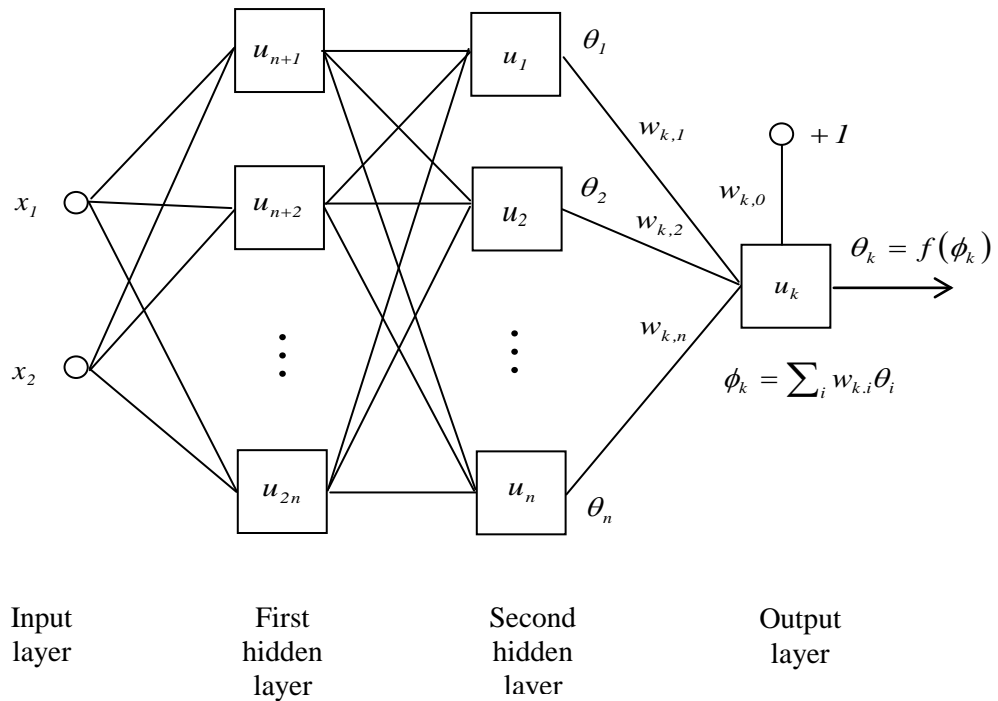 u_{n+1}
u_1
θ_1
w_{k,1}
+1
u_{n+2}
u_2
θ_2
w_{k,0}
x_1
w_{k,2}
θ_k = f(ϕ_k)
u_k
w_{k,n}
x_2
ϕ_k = ∑_i w_{k.i}θ_i
u_{2n}
u_n
θ_n
Input
layer
First
hidden
layer
Second
hidden
layer
Output
layer